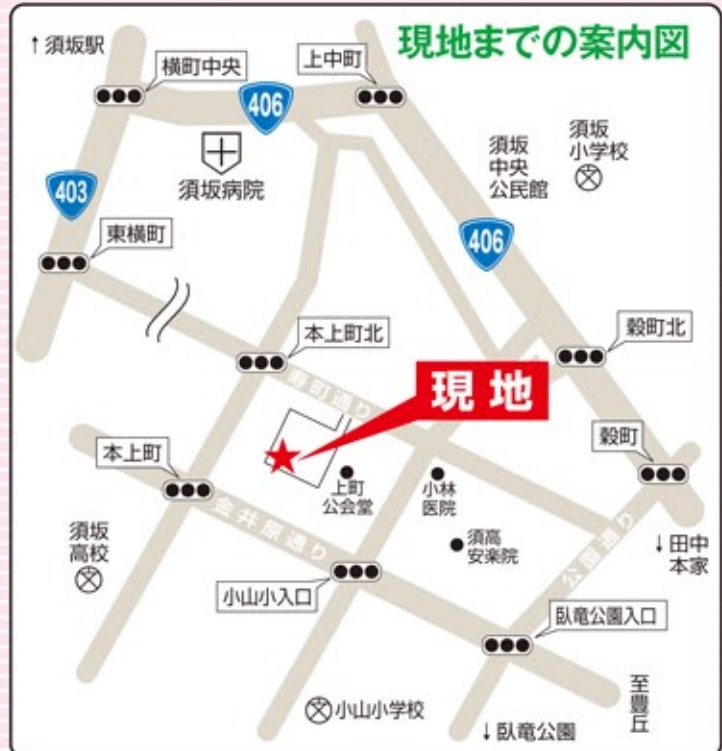 現地までの案内図
↑須坂駅
横町中央
上中町
406
須坂病院
須坂
中央
公民館
須坂
小学校
403
東横町
406
本上町北
穀町北
寿町通り
現地
本上町
穀町
上町
公会堂
小林
医院
金井原通り
須坂
高校
須高
安楽院
公園通り
↓田中
本家
小山小入口
臥竜公園入口
小山小学校
↓臥竜公園
至豊丘